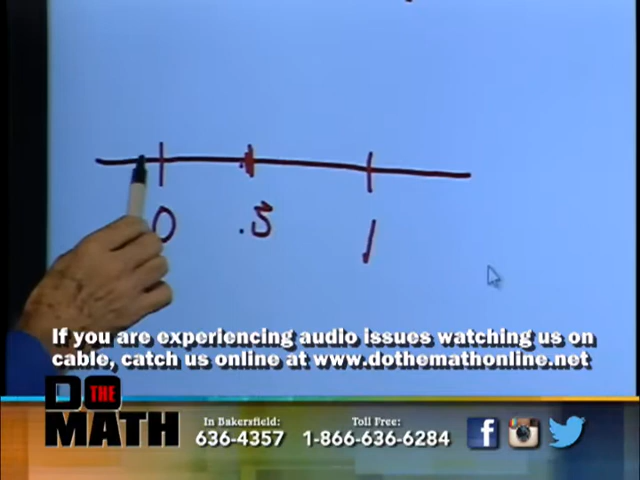 0 .5 1
If you are experiencing audio issues watching us on
cable, catch us online at www.dothemathonline.net
DO THE MATH
In Bakersfield: 636-4357
Toll Free: 1-866-636-6284